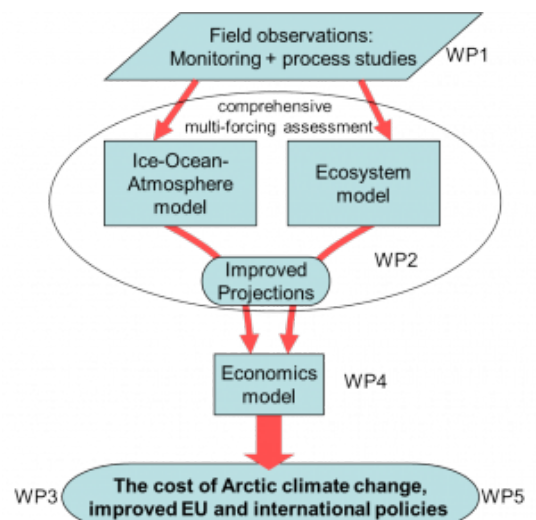 Field observations:
Monitoring + process studies
WP1
comprehensive
multi-forcing assessment
Ice-Ocean-
Atmosphere
model
Ecosystem
model
WP2
Improved
Projections
Economics
model
WP4
WP3
The cost of Arctic climate change,
improved EU and international policies
WP5